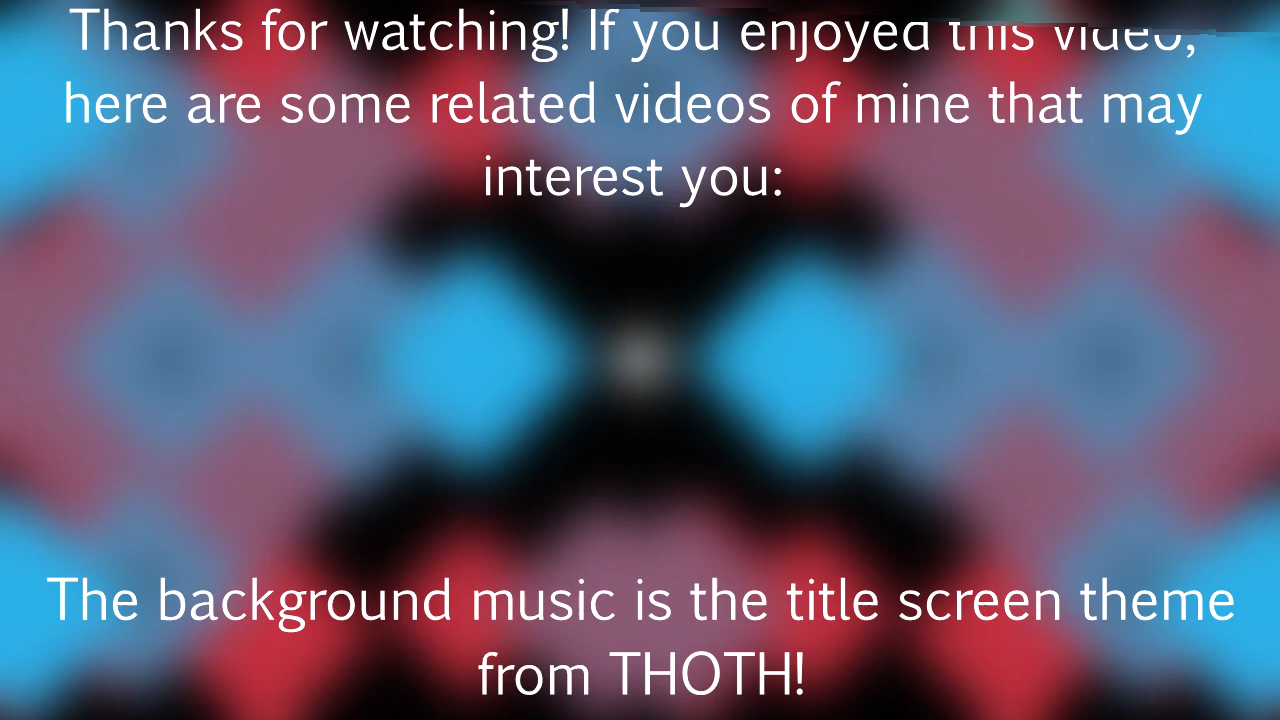 Thanks for watching! If you enjoyed this video,
here are some related videos of mine that may
interest you:
The background music is the title screen theme
from THOTH!